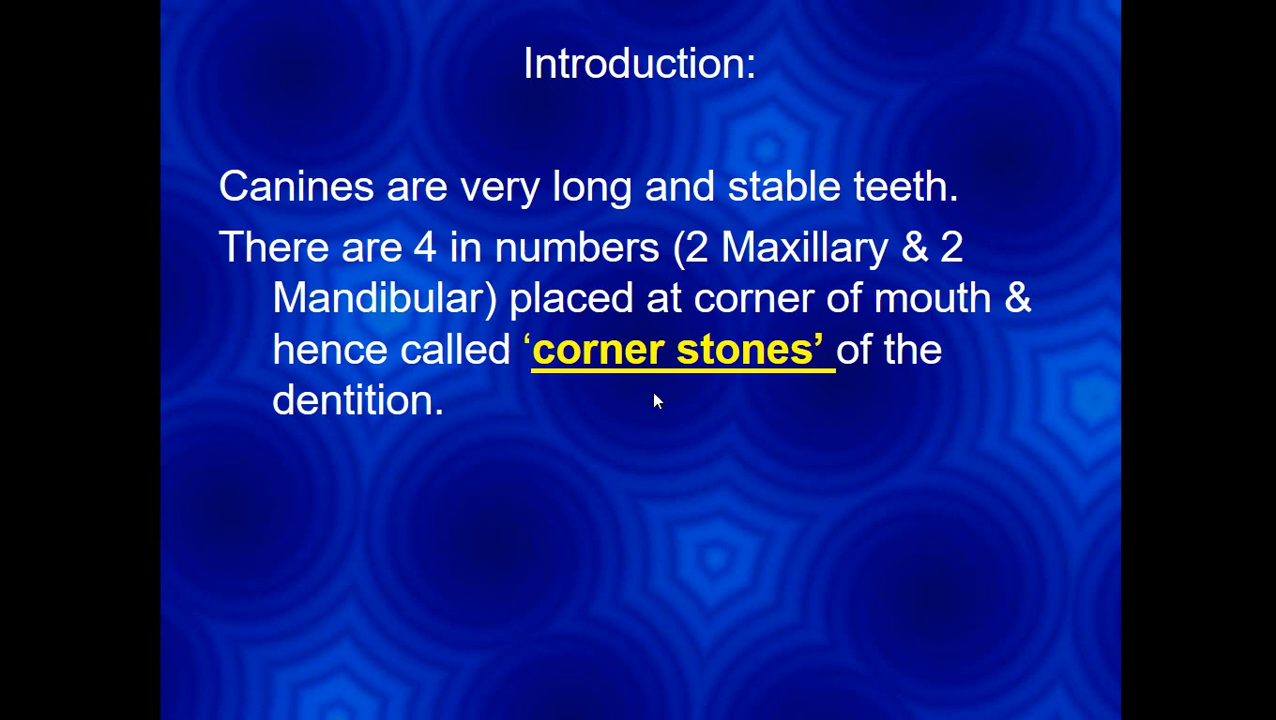 Introduction:
Canines are very long and stable teeth.
There are 4 in numbers (2 Maxillary & 2
Mandibular) placed at corner of mouth &
hence called ‘corner stones’ of the
dentition.